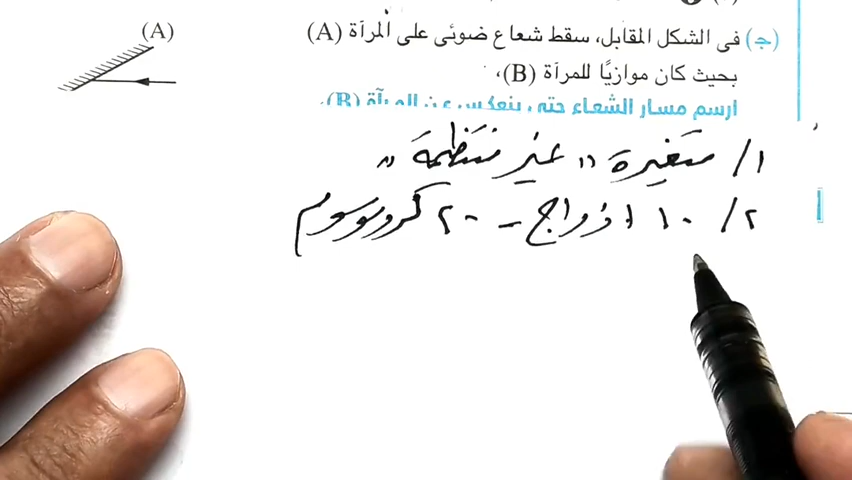 (A)
(ج) فى الشكل المقابل، سقط شعاع ضوئى على المرآة (A)
بحيث كان موازيًا للمرآة (B)،
ارسم مسار الشعاع حتى ينعكس عن المرآة (B).
١/ متغيرة "غير منتظمة"
٢/ ١٠ أزواج - ٢٠ كروموسوم